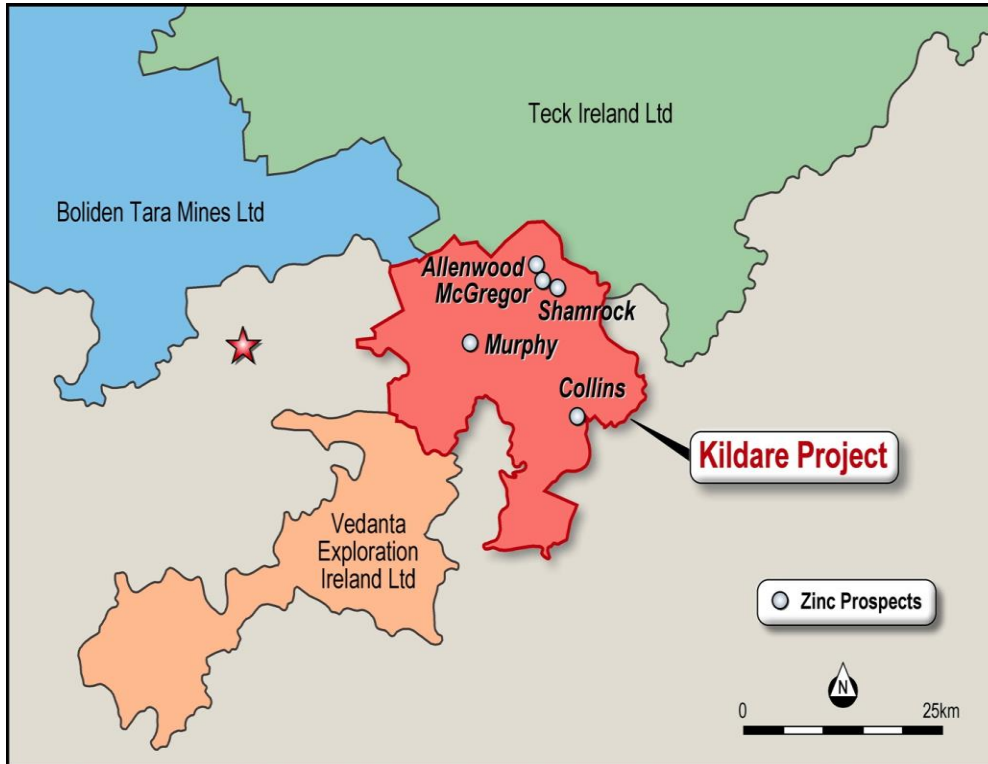 Teck Ireland Ltd
Boliden Tara Mines Ltd
Allenwood
McGregor
Shamrock
Murphy
Collins
Kildare Project
Vedanta
Exploration
Ireland Ltd
Zinc Prospects
N
0 25km